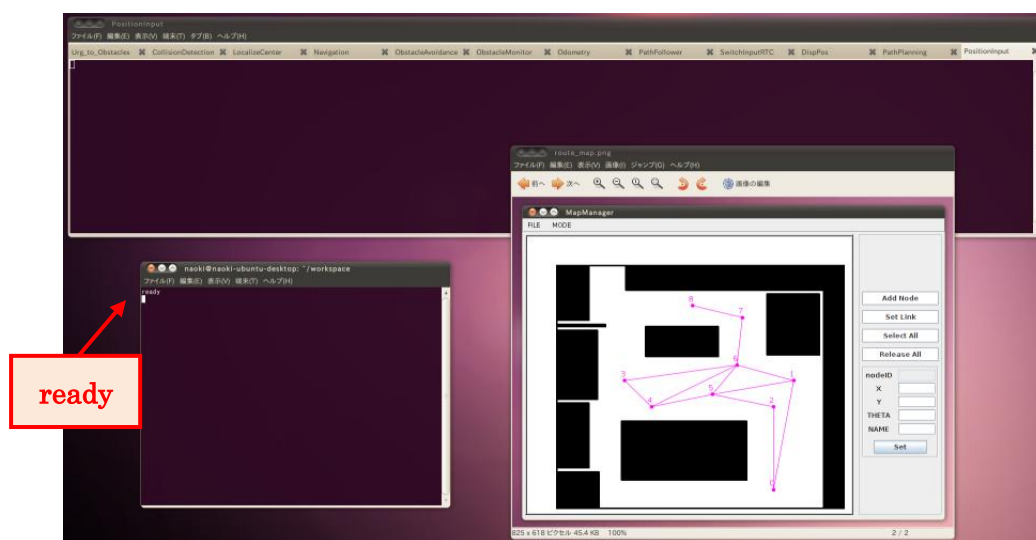 PositionInput
ファイル(F) 編集(E) 表示(V) 端末(T) タブ(B) ヘルプ(H)
Urg_to_Obstacles CollisionDetection LocalizeCenter Navigation ObstacleAvoidance ObstacleMonitor Odometry PathFollower SwitchInputRTC DispPos PathPlanning PositionInput
route_map.png
ファイル(F) 編集(E) 表示(V) 画像(I) ジャンプ(G) ヘルプ(H)
前へ 次へ 画像の編集
MapManager
FILE MODE
naoki@naoki-ubuntu-desktop: ~/workspace
ファイル(F) 編集(E) 表示(V) 端末(T) ヘルプ(H)
ready
ready
8
7
6
3
1
5
4
2
0
Add Node
Set Link
Select All
Release All
nodeID
X
Y
THETA
NAME
Set
825 x 618 ピクセル 45.4 KB 100%
2 / 2